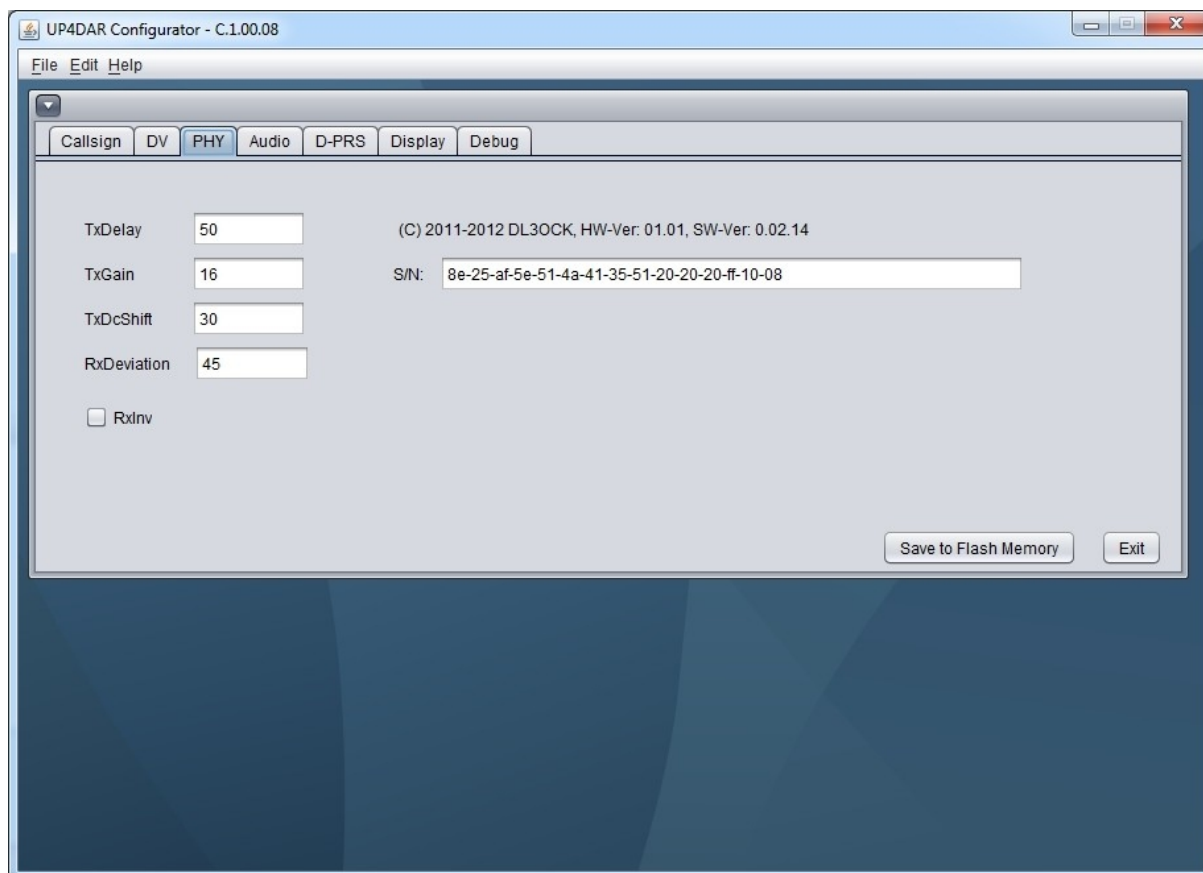 UP4DAR Configurator - C.1.00.08
File Edit Help
Callsign DV PHY Audio D-PRS Display Debug
TxDelay 50 (C) 2011-2012 DL3OCK, HW-Ver: 01.01, SW-Ver: 0.02.14
TxGain 16 S/N: 8e-25-af-5e-51-4a-41-35-51-20-20-20-ff-10-08
TxDcShift 30
RxDeviation 45
RxInv
Save to Flash Memory Exit